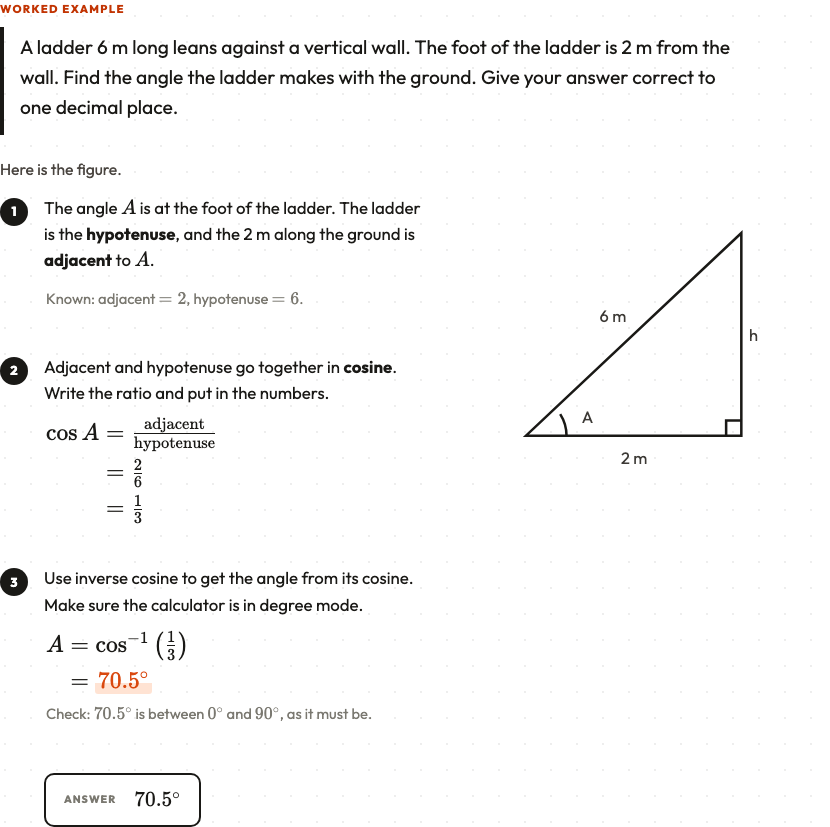 WORKED EXAMPLE
A ladder 6 m long leans against a vertical wall. The foot of the ladder is 2 m from the
wall. Find the angle the ladder makes with the ground. Give your answer correct to
one decimal place.
Here is the figure.
1
The angle A is at the foot of the ladder. The ladder
is the hypotenuse, and the 2 m along the ground is
adjacent to A.
Known: adjacent = 2, hypotenuse = 6.
2
Adjacent and hypotenuse go together in cosine.
Write the ratio and put in the numbers.
cos A = adjacent/hypotenuse
= 2/6
= 1/3
3
Use inverse cosine to get the angle from its cosine.
Make sure the calculator is in degree mode.
A = cos⁻¹ (1/3)
= 70.5°
Check: 70.5° is between 0° and 90°, as it must be.
ANSWER 70.5°
6 m
h
A
2 m